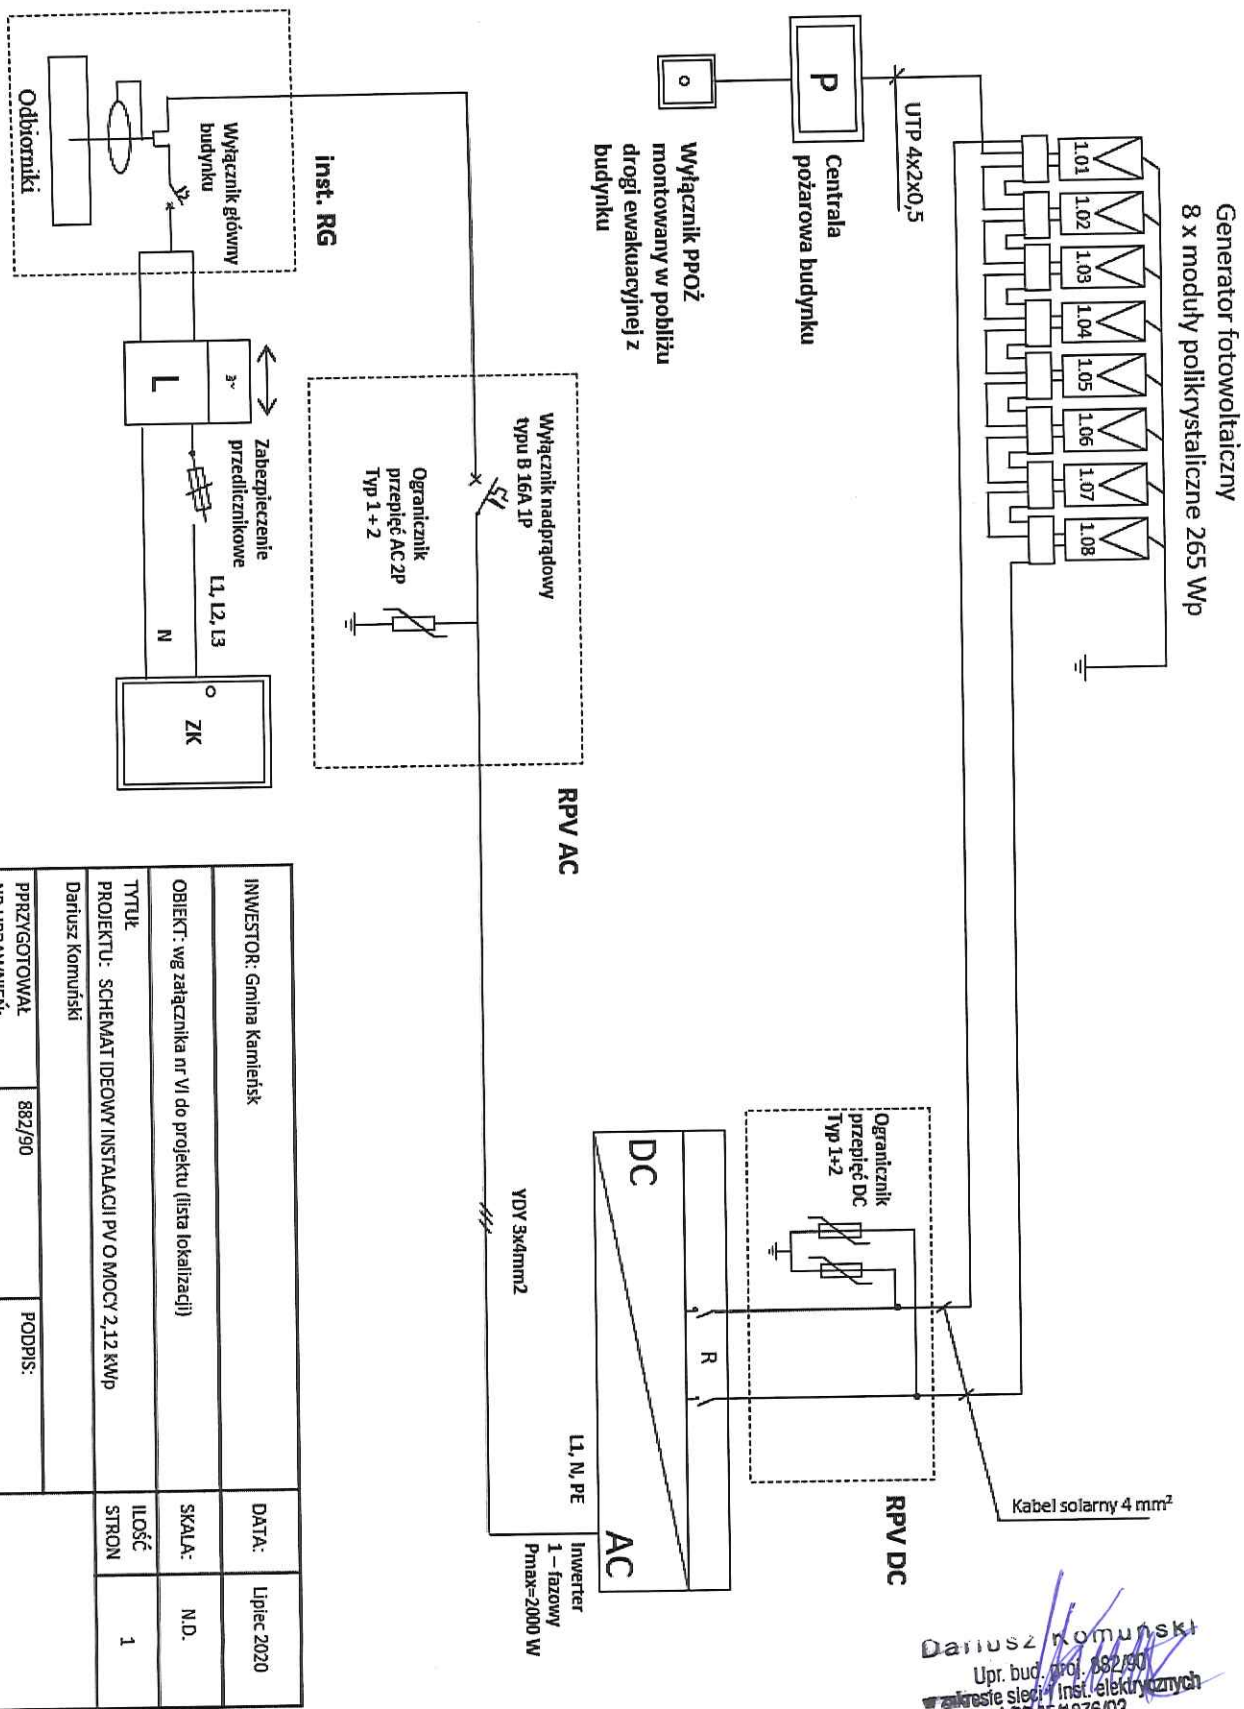 Generator fotowoltaiczny
8 x moduły polikrystaliczne 265 Wp
1.01
1.02
1.03
1.04
1.05
1.06
1.07
1.08
UTP 4x2x0,5
P
Centrala
pożarowa budynku
Wyłącznik PPOŻ
montowany w pobliżu
drogi ewakuacyjnej z
budynku
Kabel solarny 4 mm²
RPV DC
Ogranicznik
przepięć DC
Typ 1+2
R
DC
AC
L1, N, PE
Inwerter
1 – fazowy
Pmax=2000 W
YDY 3x4mm2
RPV AC
Wyłącznik nadprądowy
typu B 16A 1P
Ogranicznik
przepięć AC 2P
Typ 1 + 2
inst. RG
Wyłącznik główny
budynku
Odbiorniki
3~
L
Zabezpieczenie
przedlicznikowe
L1, L2, L3
N
ZK
INWESTOR: Gmina Kamieńsk
DATA:
Lipiec 2020
OBIEKT: wg załącznika nr VI do projektu (lista lokalizacji)
SKALA:
N.D.
TYTUŁ
PROJEKTU: SCHEMAT IDEOWY INSTALACJI PV O MOCY 2,12 kWp
ILOŚĆ
STRON
1
Dariusz Komuński
PPRZYGOTOWAŁ
NR UPRAWNIEŃ:
882/90
PODPIS:
Dariusz Komuński
Upr. bud. proj. 882/90
w zakresie sieci i inst. elektrycznych